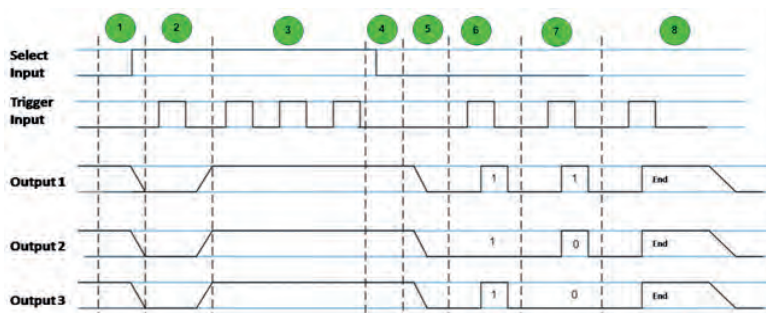 1 2 3 4 5 6 7 8
Select
Input
Trigger
Input
Output 1 1 1 End
Output 2 1 0 End
Output 3 1 0 End